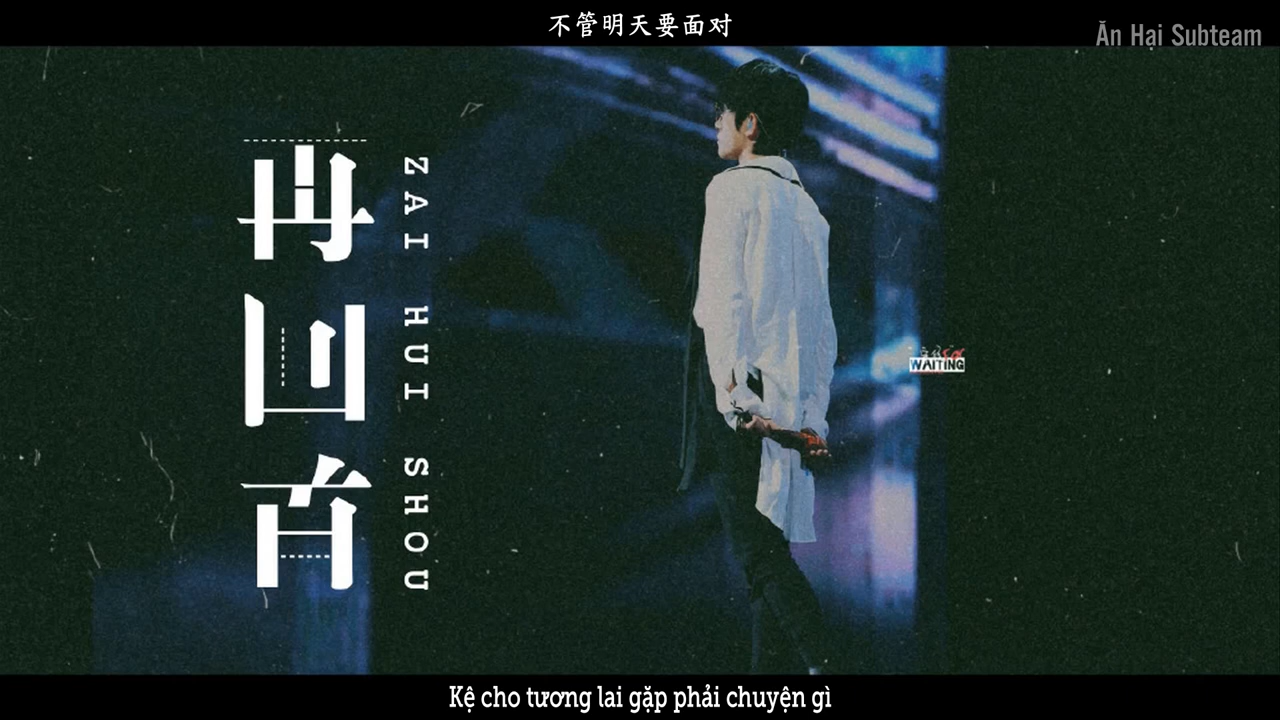 不管明天要面对
Ăn Hại Subteam
再回首
ZAI HUI SHOU
WAITING
Kệ cho tương lai gặp phải chuyện gì